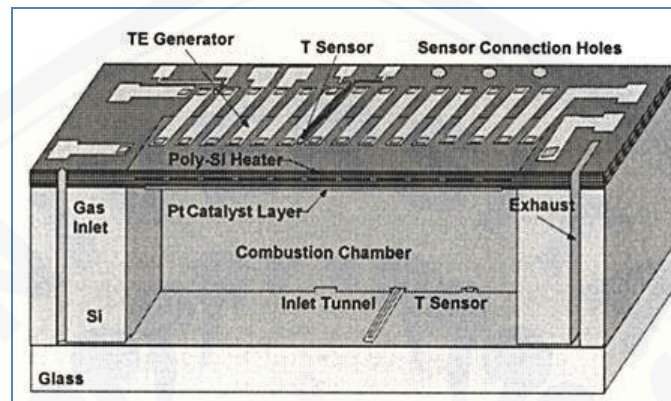 TE Generator
T Sensor
Sensor Connection Holes
Poly-Si Heater
Gas
Inlet
Pt Catalyst Layer
Exhaust
Combustion Chamber
Inlet Tunnel
T Sensor
Si
Glass